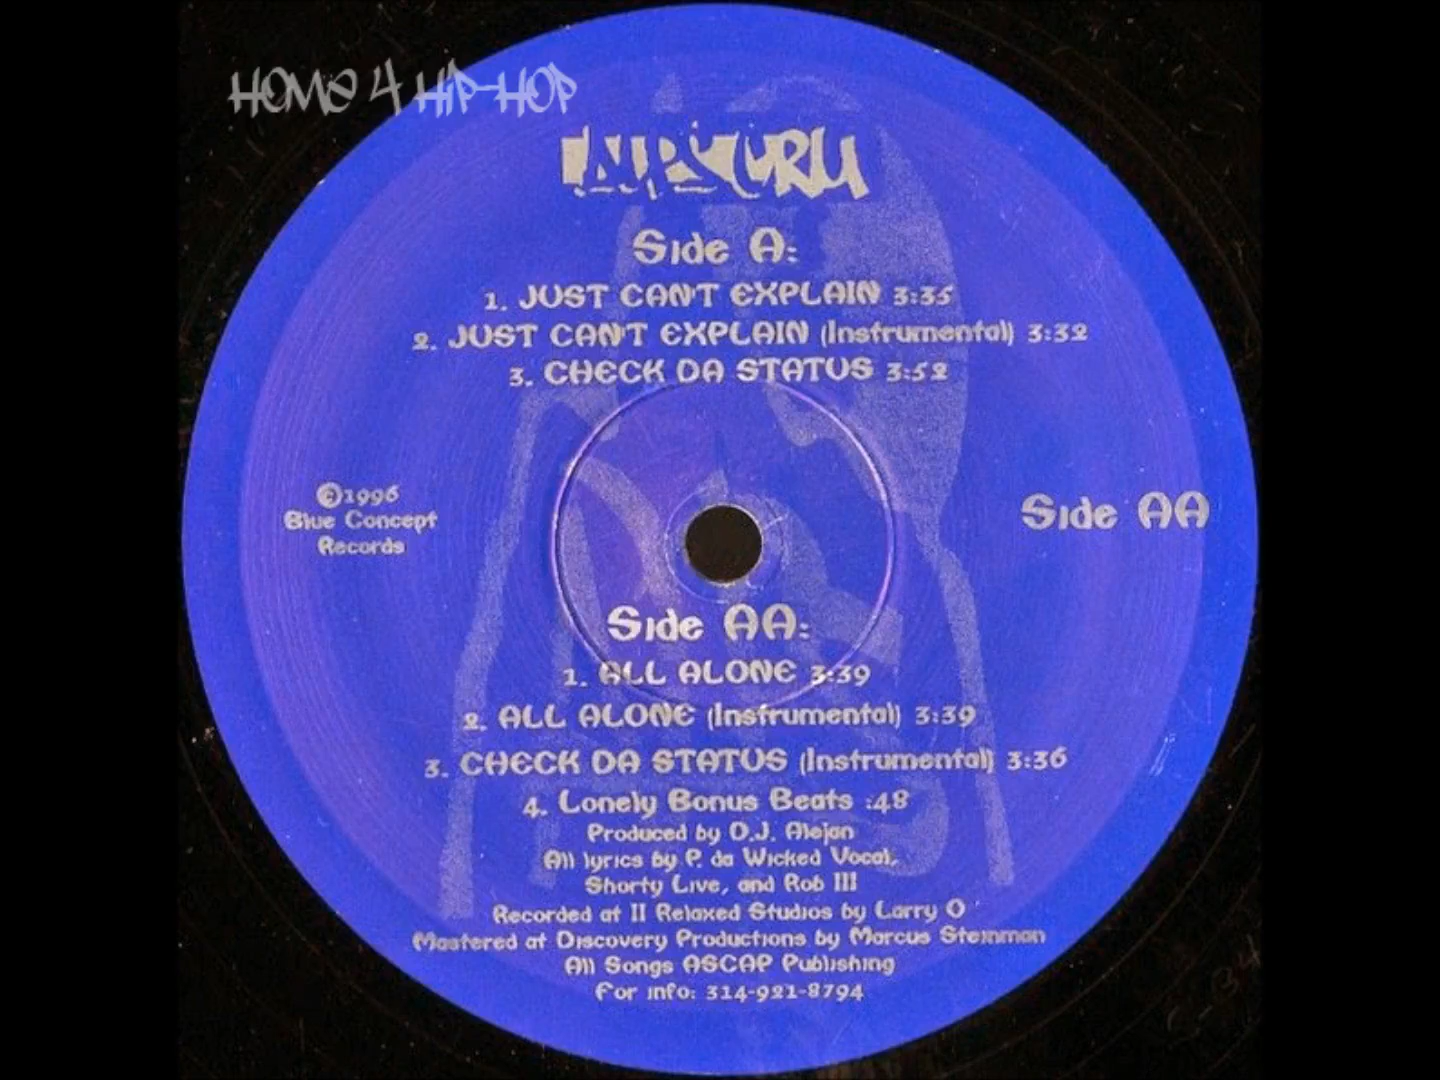 HOME 4 HIP-HOP
CRU
Side A:
1. JUST CAN'T EXPLAIN 3:35
2. JUST CAN'T EXPLAIN (Instrumental) 3:32
3. CHECK DA STATUS 3:52
©1996
Blue Concept
Records
Side AA
Side AA:
1. ALL ALONE 3:39
2. ALL ALONE (Instrumental) 3:39
3. CHECK DA STATUS (Instrumental) 3:36
4. Lonely Bonus Beats :48
Produced by D.J. Alejan
All lyrics by P. da Wicked Vocal,
Shorty Live, and Rob III
Recorded at II Relaxed Studios by Larry O
Mastered at Discovery Productions by Marcus Steinman
All Songs ASCAP Publishing
For info: 314-921-8794